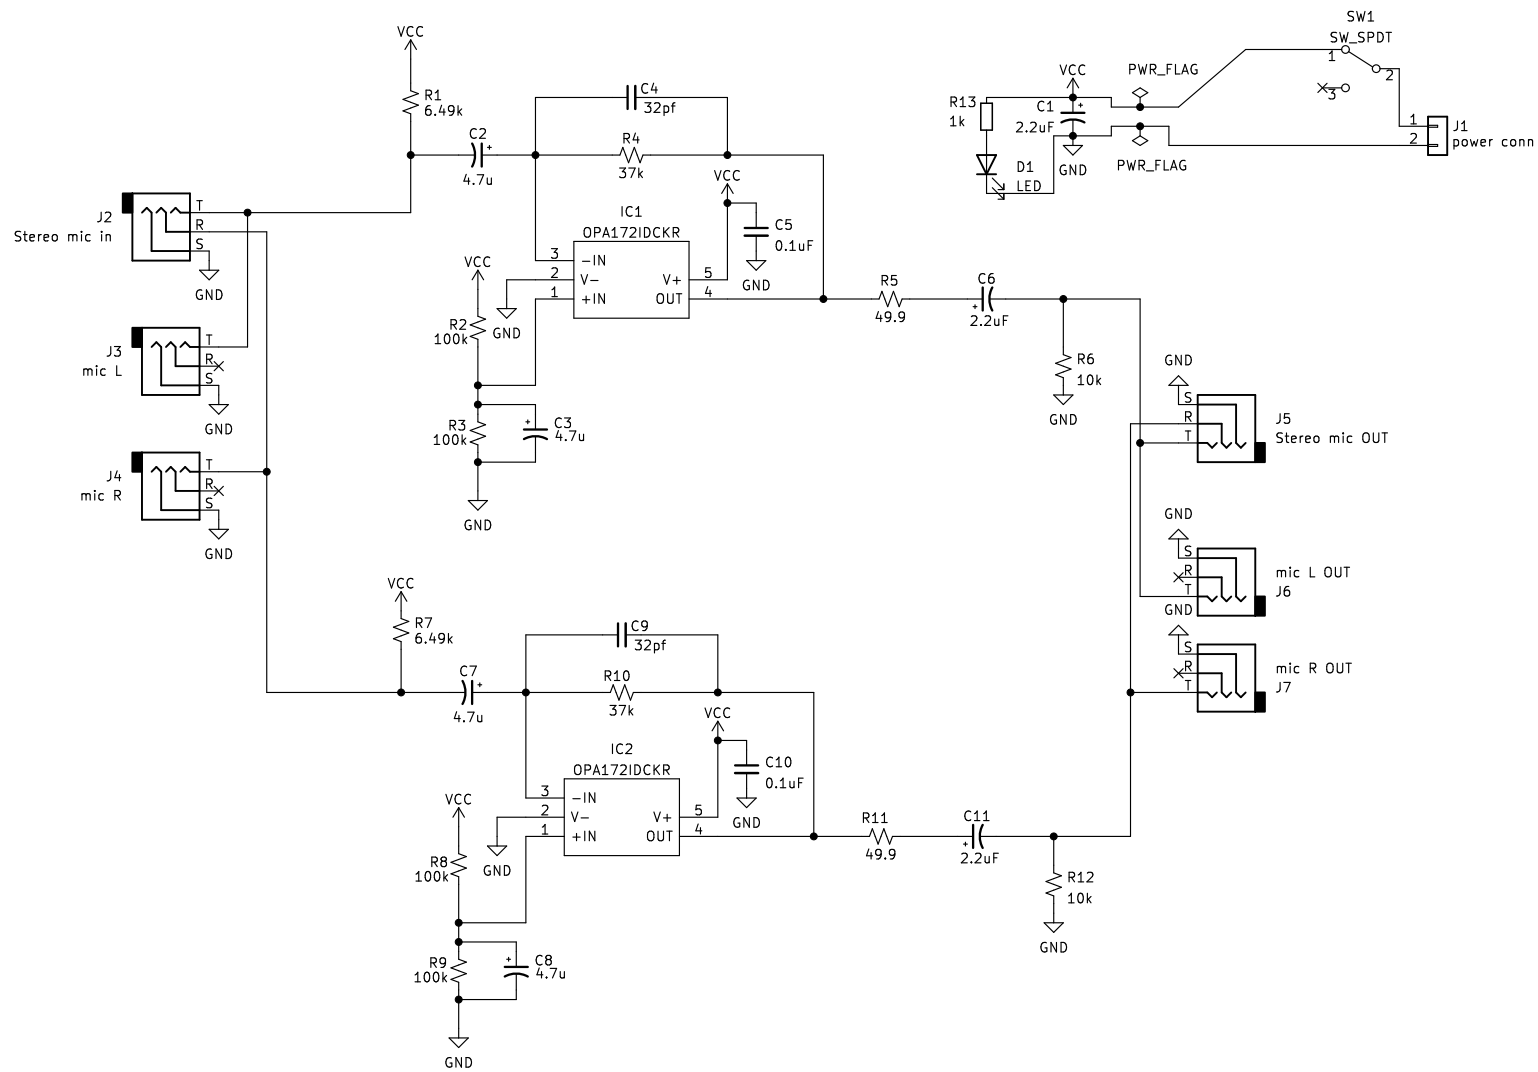 VCC
R1
6.49k
C2
4.7u
C4
32pf
R4
37k
VCC
C5
0.1uF
GND
IC1
OPA172IDCKR
3 -IN
2 V-
1 +IN
V+ 5
OUT 4
GND
VCC
R2
100k
R3
100k
C3
4.7u
GND
J2
Stereo mic in
T
R
S
GND
J3
mic L
T
R
S
GND
J4
mic R
T
R
S
GND
R5
49.9
C6
2.2uF
R6
10k
GND
SW1
SW_SPDT
1
2
3
PWR_FLAG
VCC
R13
1k
C1
2.2uF
GND
D1
LED
PWR_FLAG
1
2
J1
power conn
GND
S
R
T
J5
Stereo mic OUT
GND
S
R
T
mic L OUT
J6
GND
S
R
T
mic R OUT
J7
VCC
R7
6.49k
C7
4.7u
C9
32pf
R10
37k
VCC
C10
0.1uF
GND
IC2
OPA172IDCKR
3 -IN
2 V-
1 +IN
V+ 5
OUT 4
GND
VCC
R8
100k
R9
100k
C8
4.7u
GND
R11
49.9
C11
2.2uF
R12
10k
GND